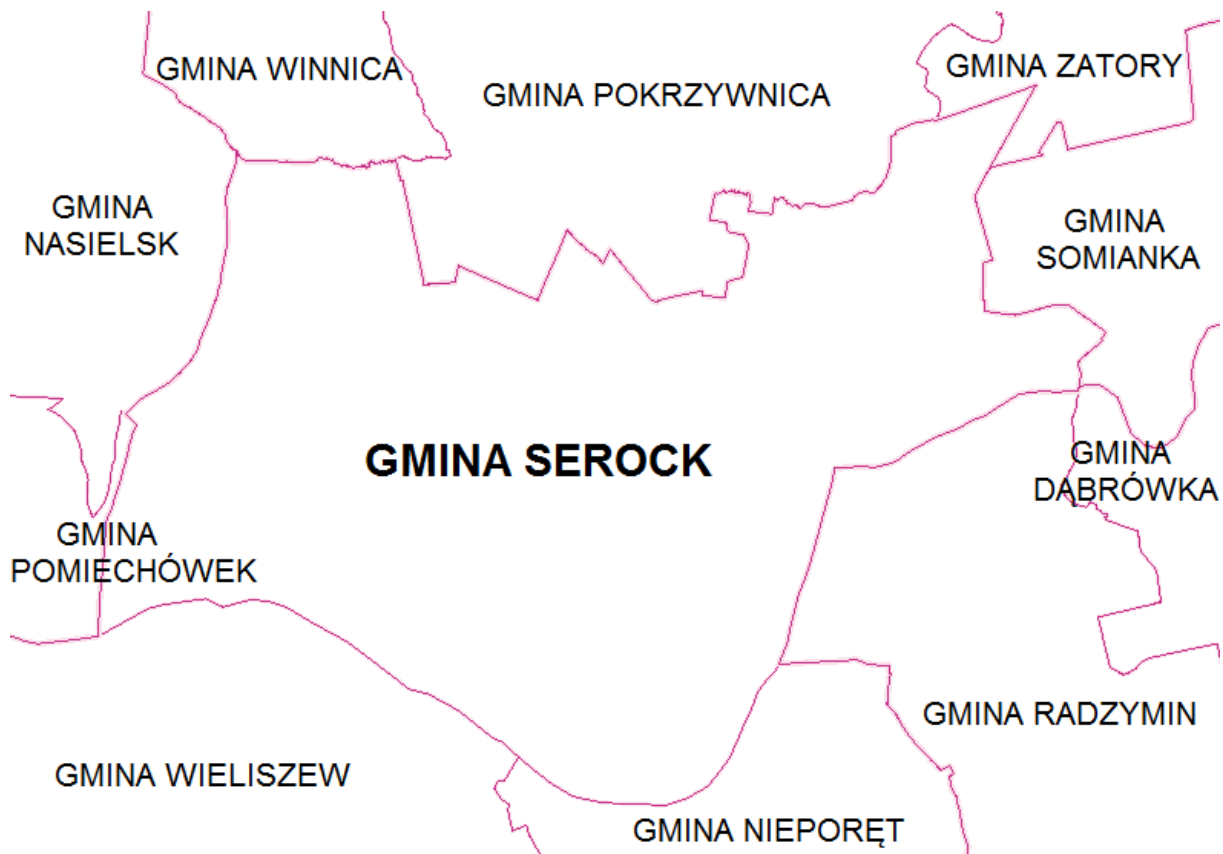 GMINA WINNICA
GMINA POKRZYWNICA
GMINA ZATORY
GMINA
NASIELSK
GMINA
SOMIANKA
GMINA SEROCK
GMINA
DĄBRÓWKA
GMINA
POMIECHÓWEK
GMINA RADZYMIN
GMINA WIELISZEW
GMINA NIEPORĘT